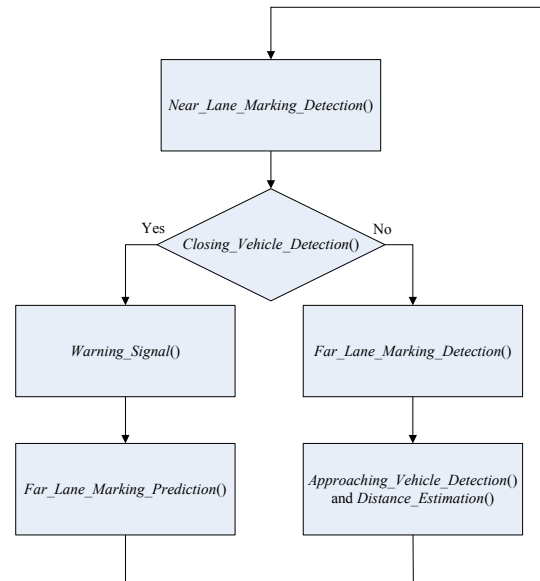 Near_Lane_Marking_Detection()
Yes
No
Closing_Vehicle_Detection()
Warning_Signal()
Far_Lane_Marking_Detection()
Far_Lane_Marking_Prediction()
Approaching_Vehicle_Detection()
and Distance_Estimation()